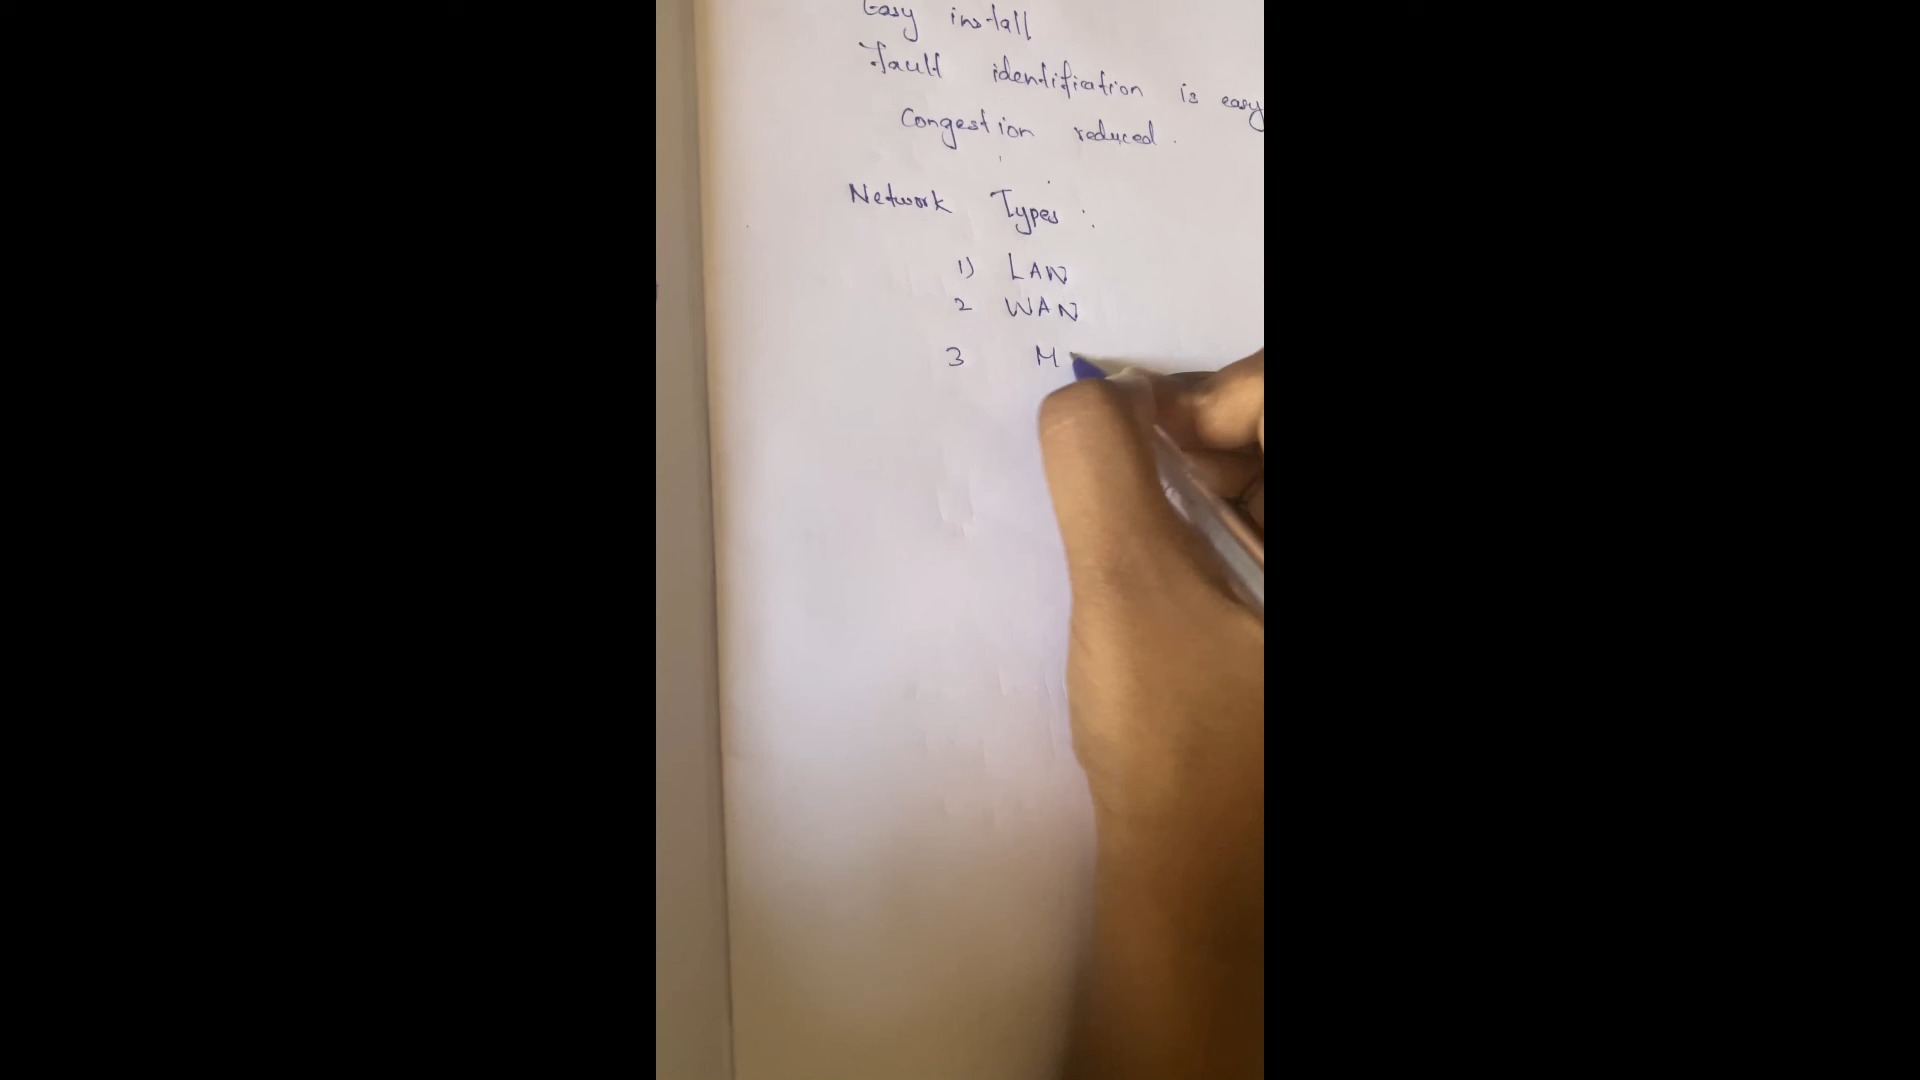 Easy install
Fault identification is easy
Congestion reduced.
Network Types :
1) LAN
2 WAN
3 M